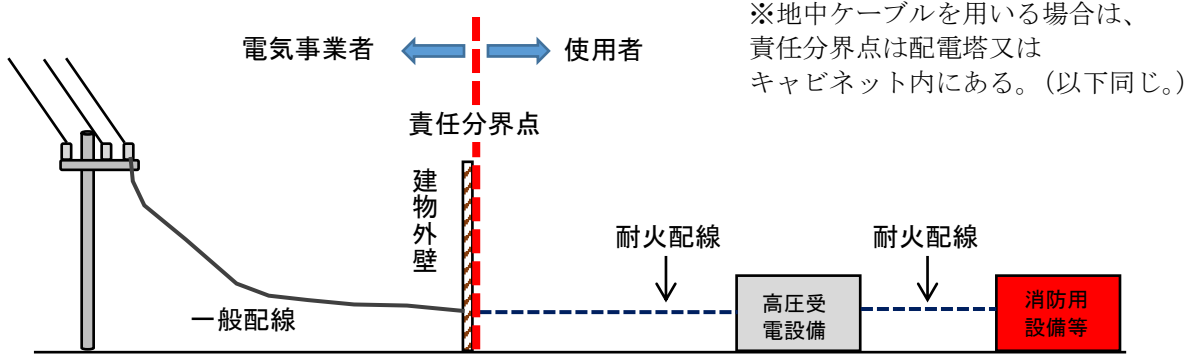 ※地中ケーブルを用いる場合は、
責任分界点は配電塔又は
キャビネット内にある。（以下同じ。）
電気事業者
使用者
責任分界点
建物外壁
耐火配線
耐火配線
一般配線
高圧受
電設備
消防用
設備等